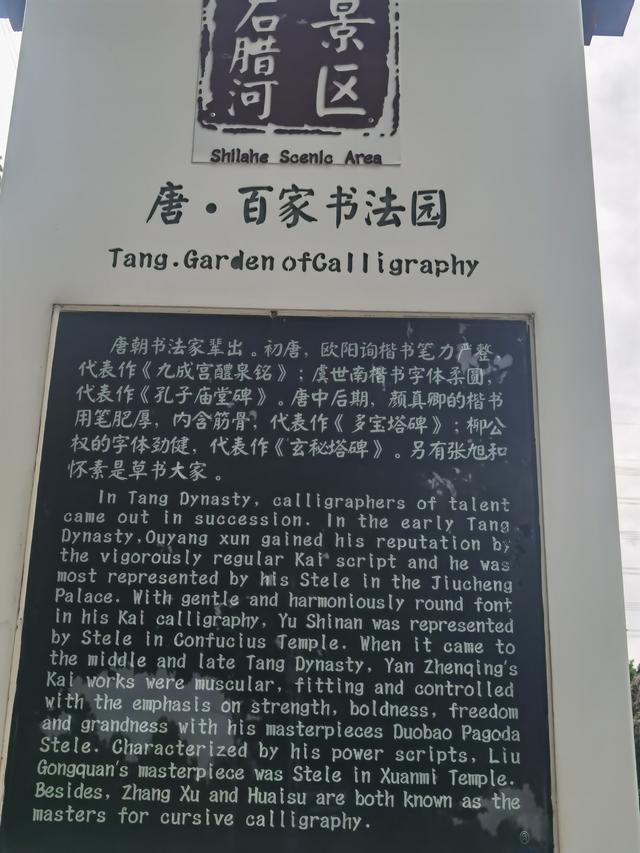 景区
石腊河
Shilahe Scenic Area
唐·百家书法园
Tang.Garden ofCalligraphy
唐朝书法家辈出。初唐，欧阳询楷书笔力严整，
代表作《九成宫醴泉铭》；虞世南楷书字体柔圆，
代表作《孔子庙堂碑》。唐中后期，颜真卿的楷书
用笔肥厚，内含筋骨，代表作《多宝塔碑》；柳公
权的字体劲健，代表作《玄秘塔碑》。另有张旭和
怀素是草书大家。
In Tang Dynasty, calligraphers of talent
came out in succession. In the early Tang
Dynasty,Ouyang xun gained his reputation by
the vigorously regular Kai script and he was
most represented by his Stele in the Jiucheng
Palace. With gentle and harmoniously round font
in his Kai calligraphy, Yu Shinan was represented
by Stele in Confucius Temple. When it came to
the middle and late Tang Dynasty, Yan Zhenqing's
Kai works were muscular, fitting and controlled
with the emphasis on strength, boldness, freedom
and grandness with his masterpieces Duobao Pagoda
Stele. Characterized by his power scripts, Liu
Gongquan's masterpiece was Stele in Xuanmi Temple.
Besides, Zhang Xu and Huaisu are both known as the
masters for cursive calligraphy.
⑧